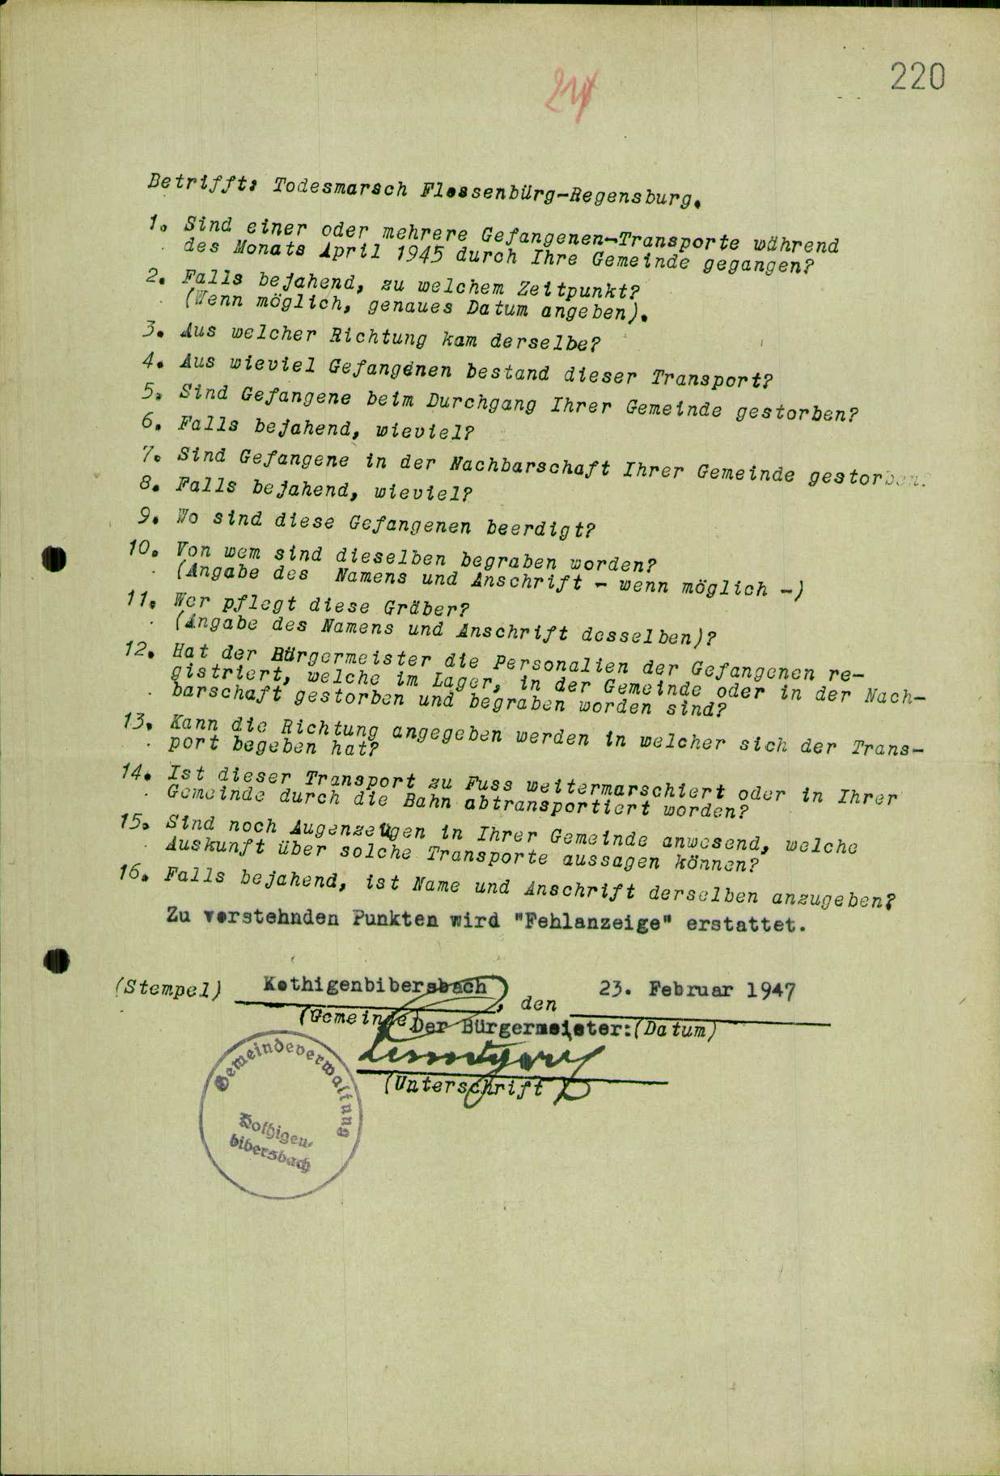 220
Betrifft: Todesmarsch Flossenbürg-Regensburg.
1. Sind einer oder mehrere Gefangenen-Transporte während
des Monats April 1945 durch Ihre Gemeinde gegangen?
2. Falls bejahend, zu welchem Zeitpunkt?
(Wenn möglich, genaues Datum angeben).
3. Aus welcher Richtung kam derselbe?
4. Aus wieviel Gefangenen bestand dieser Transport?
5. Sind Gefangene beim Durchgang Ihrer Gemeinde gestorben?
6. Falls bejahend, wieviel?
7. Sind Gefangene in der Nachbarschaft Ihrer Gemeinde gestorben?
8. Falls bejahend, wieviel?
9. Wo sind diese Gefangenen beerdigt?
10. Von wem sind dieselben begraben worden?
(Angabe des Namens und Anschrift - wenn möglich -)
11. Wer pflegt diese Gräber?
(Angabe des Namens und Anschrift desselben)?
12. Hat der Bürgermeister die Personalien der Gefangenen re-
gistriert, welche im Lager, in der Gemeinde oder in der Nach-
barschaft gestorben und begraben worden sind?
13. Kann die Richtung angegeben werden in welcher sich der Trans-
port begeben hat?
14. Ist dieser Transport zu Fuss weitermarschiert oder in Ihrer
Gemeinde durch die Bahn abtransportiert worden?
15. Sind noch Augenzeugen in Ihrer Gemeinde anwesend, welche
Auskunft über solche Transporte aussagen können?
16. Falls bejahend, ist Name und Anschrift derselben anzugeben?
Zu vorstehnden Punkten wird "Fehlanzeige" erstattet.
(Stempel) Kothigenbibersbach, den 23. Februar 1947
(Gemeinde) Der Bürgermeister: (Datum)
(Unterschrift)
Gemeindeverwaltung
Kothigen-
bibersbach